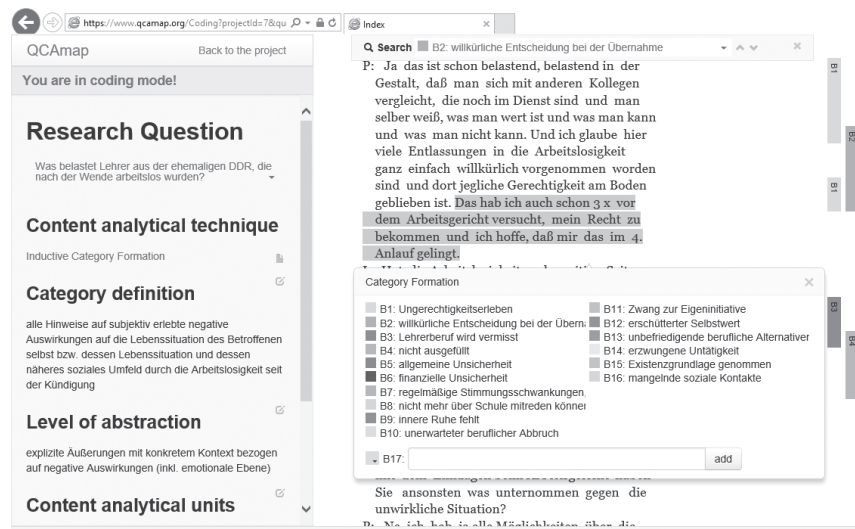 https://www.qcamap.org/Coding?projectId=7&qu
Index
QCAmap
Back to the project
You are in coding mode!
Research Question
Was belastet Lehrer aus der ehemaligen DDR, die
nach der Wende arbeitslos wurden?
Content analytical technique
Inductive Category Formation
Category definition
alle Hinweise auf subjektiv erlebte negative
Auswirkungen auf die Lebenssituation des Betroffenen
selbst bzw. dessen Lebenssituation und dessen
näheres soziales Umfeld durch die Arbeitslosigkeit seit
der Kündigung
Level of abstraction
explizite Äußerungen mit konkretem Kontext bezogen
auf negative Auswirkungen (inkl. emotionale Ebene)
Content analytical units
Search B2: willkürliche Entscheidung bei der Übernahme
P: Ja das ist schon belastend, belastend in der
Gestalt, daß man sich mit anderen Kollegen
vergleicht, die noch im Dienst sind und man
selber weiß, was man wert ist und was man kann
und was man nicht kann. Und ich glaube hier
viele Entlassungen in die Arbeitslosigkeit
ganz einfach willkürlich vorgenommen worden
sind und dort jegliche Gerechtigkeit am Boden
geblieben ist. Das hab ich auch schon 3 x vor
dem Arbeitsgericht versucht, mein Recht zu
bekommen und ich hoffe, daß mir das im 4.
Anlauf gelingt.
Category Formation
B1: Ungerechtigkeitserleben
B2: willkürliche Entscheidung bei der Übern
B3: Lehrerberuf wird vermisst
B4: nicht ausgefüllt
B5: allgemeine Unsicherheit
B6: finanzielle Unsicherheit
B7: regelmäßige Stimmungsschwankungen,
B8: nicht mehr über Schule mitreden können
B9: innere Ruhe fehlt
B10: unerwarteter beruflicher Abbruch
B11: Zwang zur Eigeninitiative
B12: erschütterter Selbstwert
B13: unbefriedigende berufliche Alternativen
B14: erzwungene Untätigkeit
B15: Existenzgrundlage genommen
B16: mangelnde soziale Kontakte
B17:
add
Sie ansonsten was unternommen gegen die
unwirkliche Situation?
P: Na ich hab ja alle Möglichkeiten über die
B1
B2
B1
B3
B4